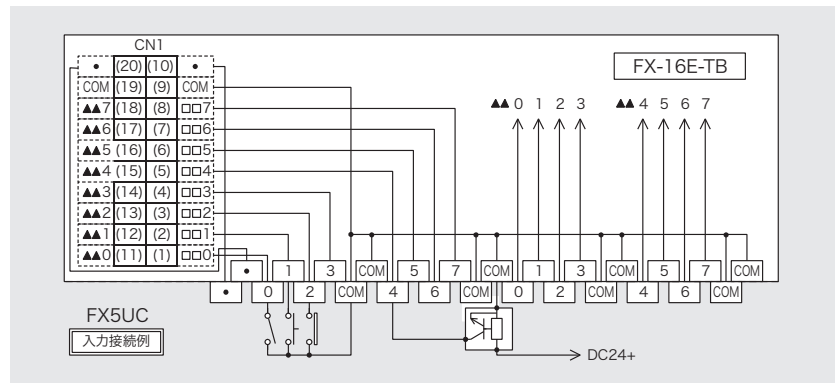 CN1
• (20) (10) •
COM (19) (9) COM
▲▲7 (18) (8) □□7
▲▲6 (17) (7) □□6
▲▲5 (16) (6) □□5
▲▲4 (15) (5) □□4
▲▲3 (14) (4) □□3
▲▲2 (13) (3) □□2
▲▲1 (12) (2) □□1
▲▲0 (11) (1) □□0
FX-16E-TB
▲▲ 0 1 2 3 ▲▲ 4 5 6 7
• 1 3 COM 5 7 COM 1 3 COM 5 7 COM
• 0 2 COM 4 6 COM 0 2 COM 4 6 COM
FX5UC
入力接続例
DC24+